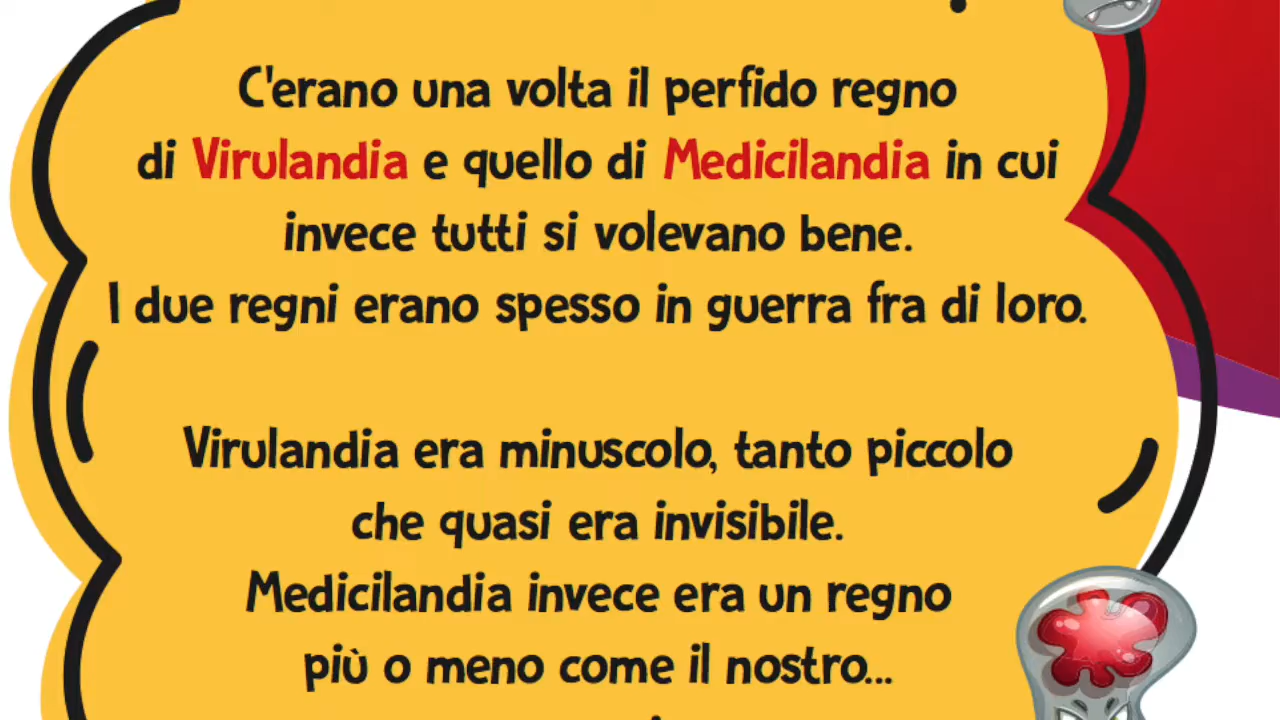 C'erano una volta il perfido regno
di Virulandia e quello di Medicilandia in cui
invece tutti si volevano bene.
I due regni erano spesso in guerra fra di loro.
Virulandia era minuscolo, tanto piccolo
che quasi era invisibile.
Medicilandia invece era un regno
più o meno come il nostro...